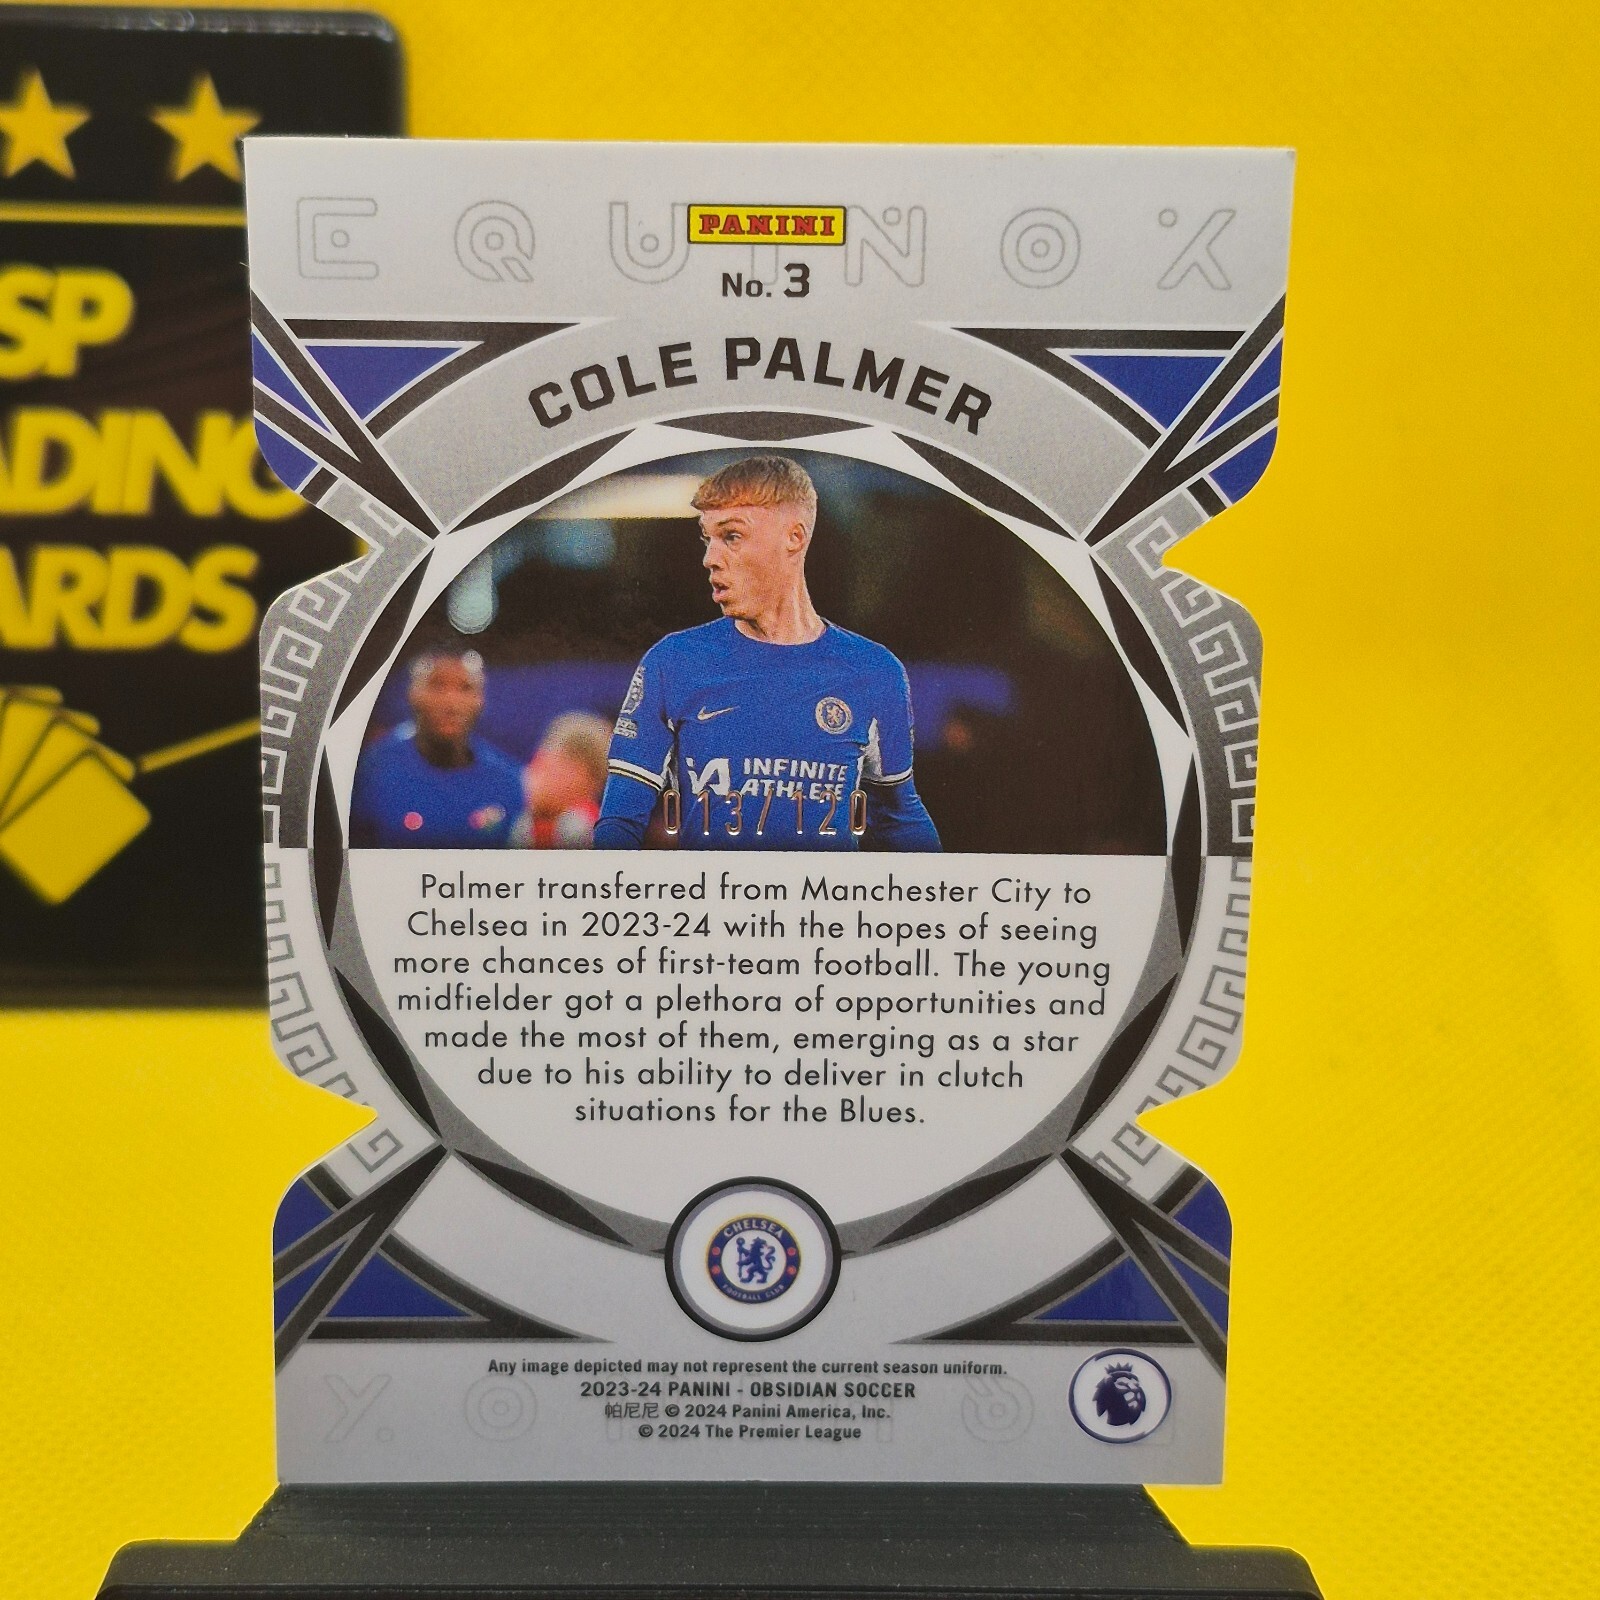 EQUINOX
PANINI
No. 3
COLE PALMER
INFINITE
ATHLETE
013/120
Palmer transferred from Manchester City to
Chelsea in 2023-24 with the hopes of seeing
more chances of first-team football. The young
midfielder got a plethora of opportunities and
made the most of them, emerging as a star
due to his ability to deliver in clutch
situations for the Blues.
CHELSEA
FOOTBALL CLUB
Any image depicted may not represent the current season uniform.
2023-24 PANINI - OBSIDIAN SOCCER
帕尼尼 © 2024 Panini America, Inc.
© 2024 The Premier League
SP
ADING
ARDS